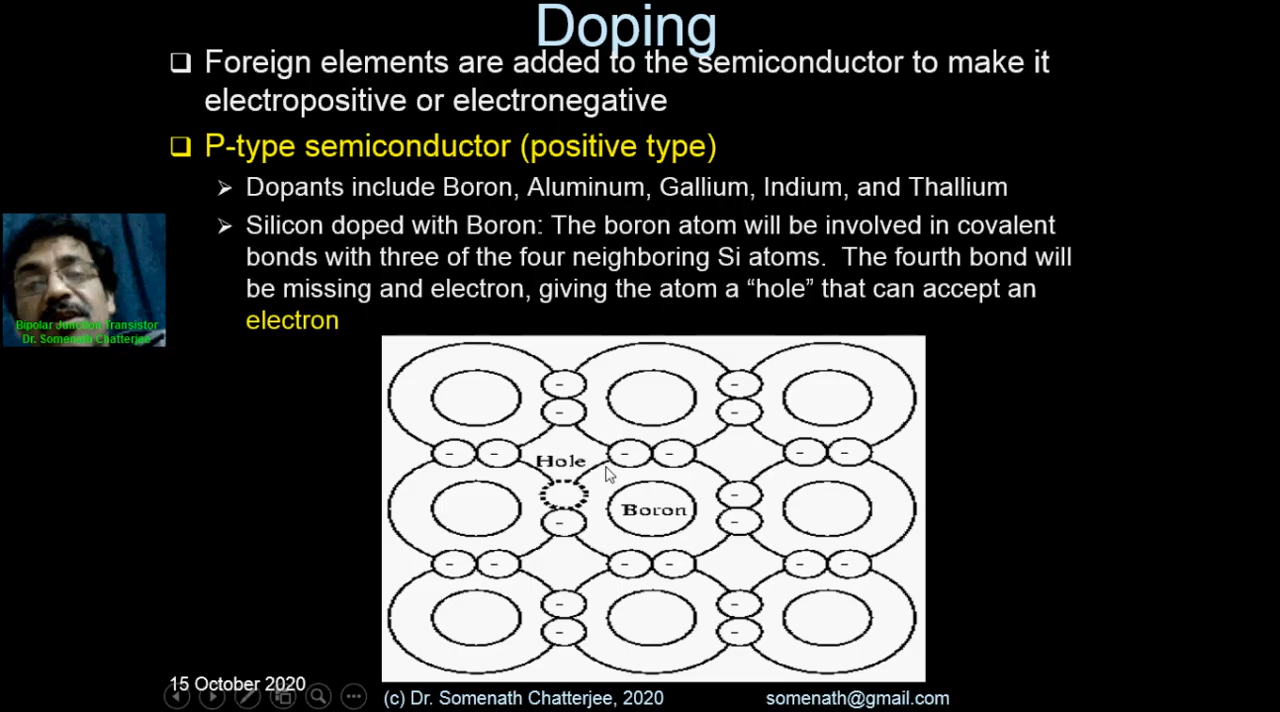 Doping
❑ Foreign elements are added to the semiconductor to make it
electropositive or electronegative
❑ P-type semiconductor (positive type)
➢ Dopants include Boron, Aluminum, Gallium, Indium, and Thallium
➢ Silicon doped with Boron: The boron atom will be involved in covalent
bonds with three of the four neighboring Si atoms. The fourth bond will
be missing and electron, giving the atom a “hole” that can accept an
electron
Bipolar Junction Transistor
Dr. Somenath Chatterjee
- -
- -
- - - - - -
Hole
-
Boron
- -
- - - - - -
- -
- -
15 October 2020
(c) Dr. Somenath Chatterjee, 2020
somenath@gmail.com